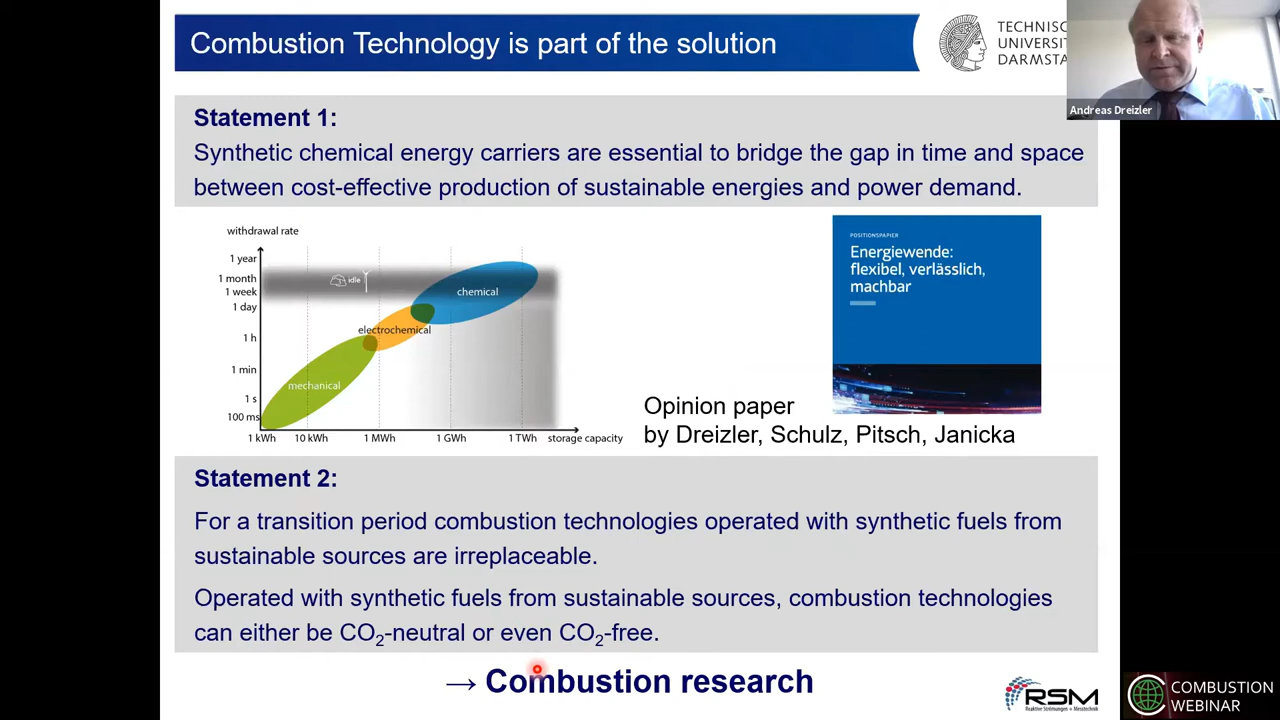 Combustion Technology is part of the solution
TECHNISC
UNIVERSI
DARMSTA
Andreas Dreizler
Statement 1:
Synthetic chemical energy carriers are essential to bridge the gap in time and space
between cost-effective production of sustainable energies and power demand.
withdrawal rate
1 year
1 month
1 week
1 day
1 h
1 min
1 s
100 ms
idle
chemical
electrochemical
mechanical
1 kWh 10 kWh 1 MWh 1 GWh 1 TWh storage capacity
POSITIONSPAPIER
Energiewende:
flexibel, verlässlich,
machbar
Opinion paper
by Dreizler, Schulz, Pitsch, Janicka
Statement 2:
For a transition period combustion technologies operated with synthetic fuels from
sustainable sources are irreplaceable.
Operated with synthetic fuels from sustainable sources, combustion technologies
can either be CO2-neutral or even CO2-free.
→ Combustion research
RSM
Reaktive Strömungen + Messtechnik
COMBUSTION
WEBINAR